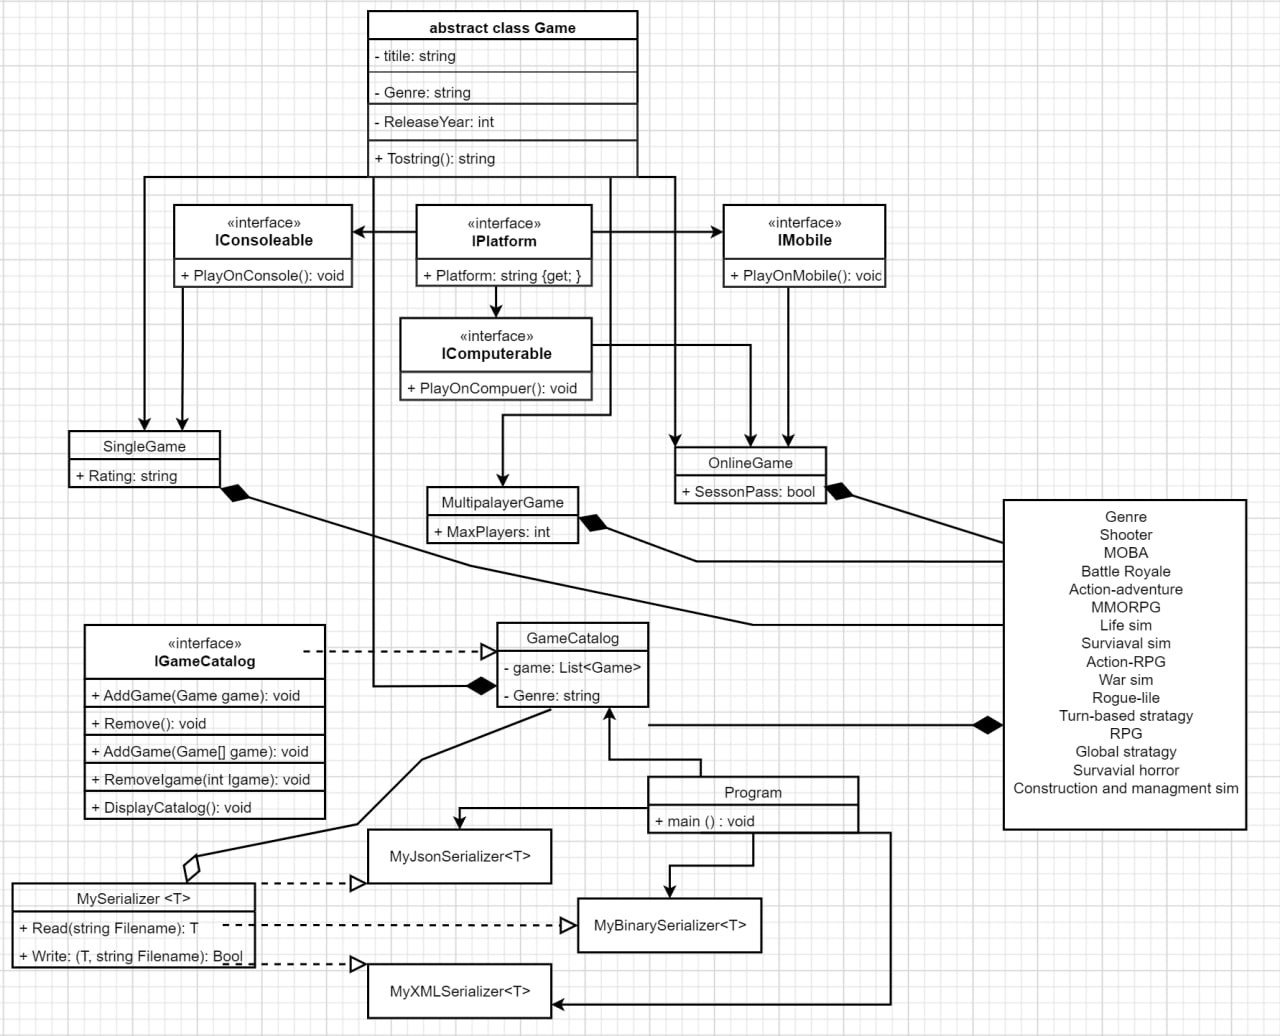 abstract class Game
- titile: string
- Genre: string
- ReleaseYear: int
+ Tostring(): string
«interface»
IConsoleable
+ PlayOnConsole(): void
«interface»
IPlatform
+ Platform: string {get; }
«interface»
IMobile
+ PlayOnMobile(): void
«interface»
IComputerable
+ PlayOnCompuer(): void
SingleGame
+ Rating: string
MultipalayerGame
+ MaxPlayers: int
OnlineGame
+ SessonPass: bool
Genre
Shooter
MOBA
Battle Royale
Action-adventure
MMORPG
Life sim
Surviaval sim
Action-RPG
War sim
Rogue-lile
Turn-based stratagy
RPG
Global stratagy
Survavial horror
Construction and managment sim
«interface»
IGameCatalog
+ AddGame(Game game): void
+ Remove(): void
+ AddGame(Game[] game): void
+ RemoveIgame(int Igame): void
+ DisplayCatalog(): void
GameCatalog
- game: List<Game>
- Genre: string
Program
+ main () : void
MyJsonSerializer<T>
MySerializer <T>
+ Read(string Filename): T
+ Write: (T, string Filename): Bool
MyBinarySerializer<T>
MyXMLSerializer<T>